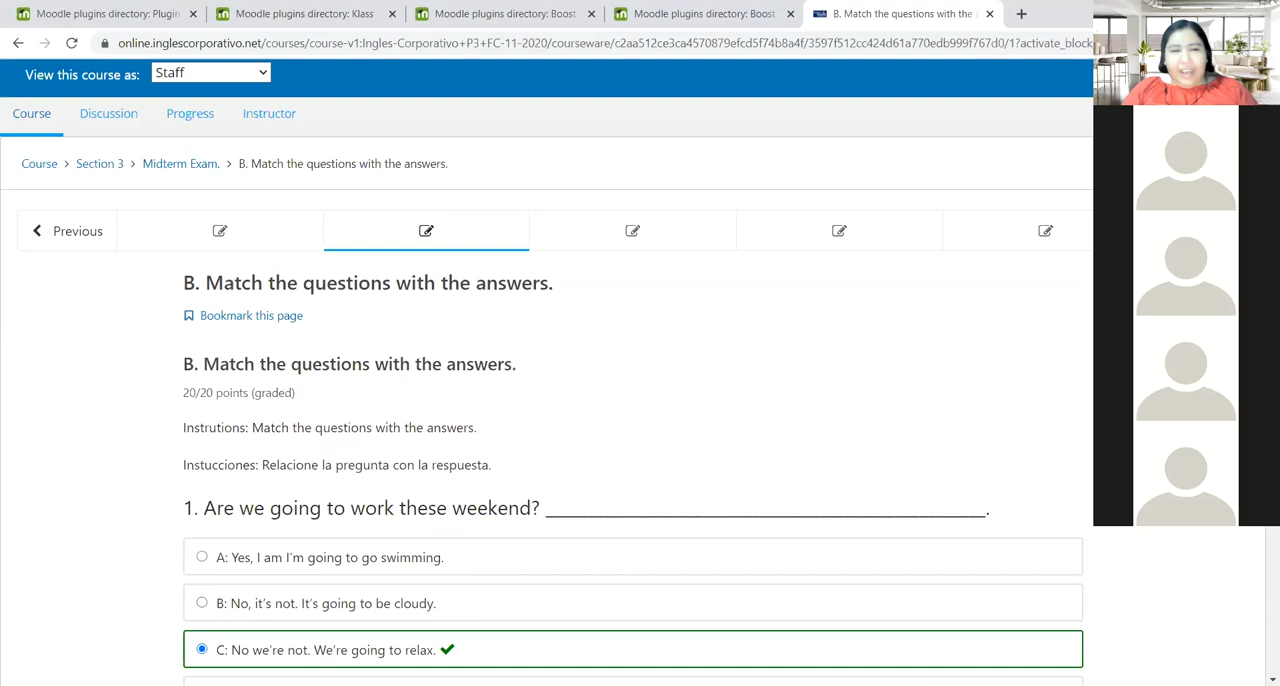 Moodle plugins directory: Plugin
Moodle plugins directory: Klass
Moodle plugins directory: Boost
Moodle plugins directory: Boost
B. Match the questions with the
online.inglescorporativo.net/courses/course-v1:Ingles-Corporativo+P3+FC-1-1-2020/courseware/c2aa512ce3ca4570879efcd5f74b8a4f/3597f512cc424d61a770edb999f767d0/1?activate_block
View this course as: Staff
Course Discussion Progress Instructor
Course > Section 3 > Midterm Exam. > B. Match the questions with the answers.
Previous
B. Match the questions with the answers.
Bookmark this page
B. Match the questions with the answers.
20/20 points (graded)
Instrutions: Match the questions with the answers.
Instucciones: Relacione la pregunta con la respuesta.
1. Are we going to work these weekend? ______________________________________.
A: Yes, I am I'm going to go swimming.
B: No, it's not. It's going to be cloudy.
C: No we're not. We're going to relax.